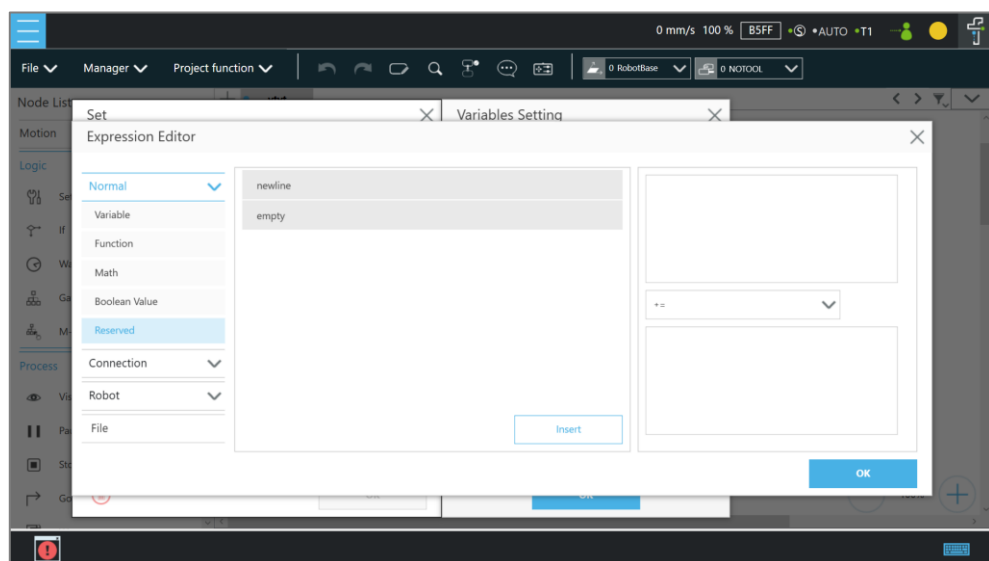 0 mm/s 100 % B5FF •Ⓢ •AUTO •T1
File Manager Project function 0 RobotBase 0 NOTOOL
Node List
Set Variables Setting
Motion
Expression Editor
Logic
Normal
newline
Variable
empty
If
Function
Math
Boolean Value
+=
Reserved
Connection
Process
Robot
File
Insert
OK